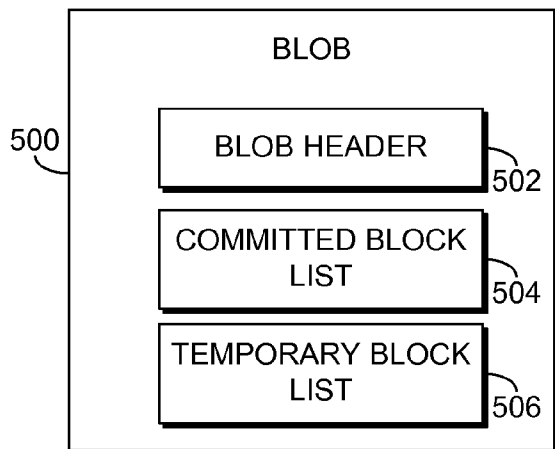 BLOB
500
BLOB HEADER
502
COMMITTED BLOCK
LIST
504
TEMPORARY BLOCK
LIST
506